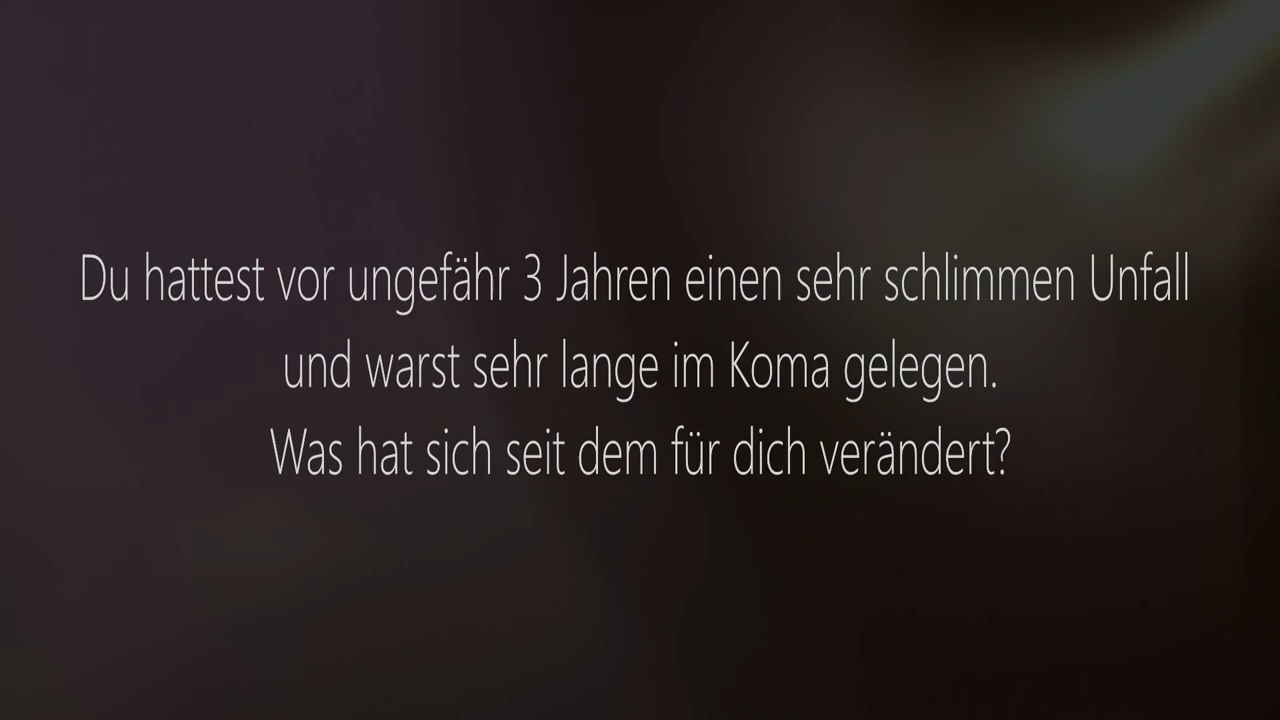 Du hattest vor ungefähr 3 Jahren einen sehr schlimmen Unfall
und warst sehr lange im Koma gelegen.
Was hat sich seit dem für dich verändert?